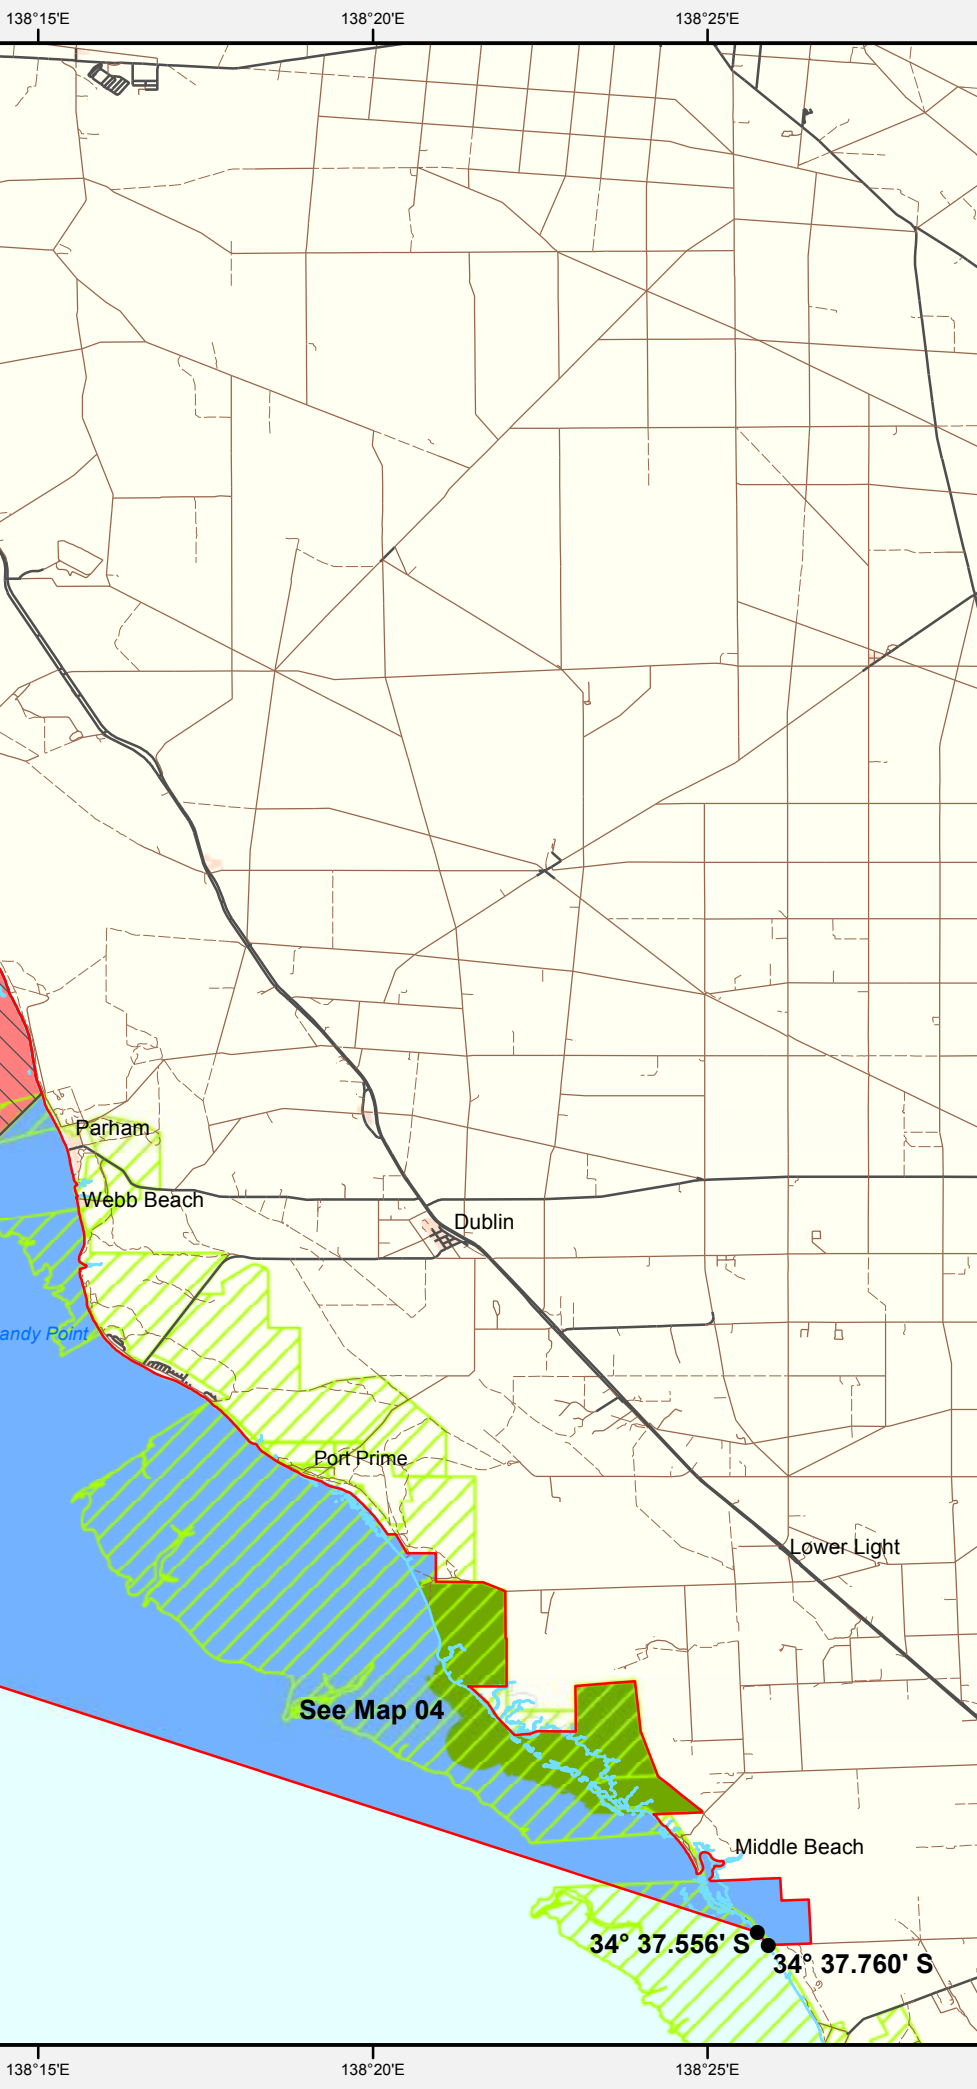 138°15'E 138°20'E 138°25'E
Parham
Webb Beach
Dublin
andy Point
Port Prime
Lower Light
See Map 04
Middle Beach
34° 37.556' S
34° 37.760' S
138°15'E 138°20'E 138°25'E